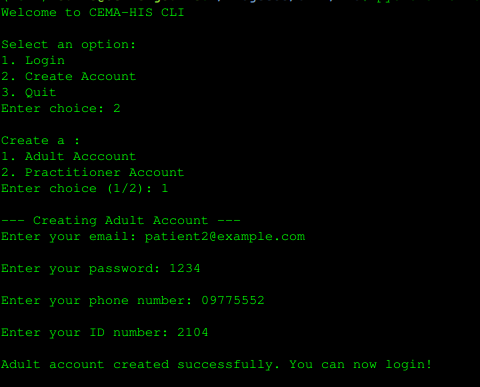 Welcome to CEMA-HIS CLI
Select an option:
1. Login
2. Create Account
3. Quit
Enter choice: 2
Create a :
1. Adult Acccount
2. Practitioner Account
Enter choice (1/2): 1
--- Creating Adult Account ---
Enter your email: patient2@example.com
Enter your password: 1234
Enter your phone number: 09775552
Enter your ID number: 2104
Adult account created successfully. You can now login!